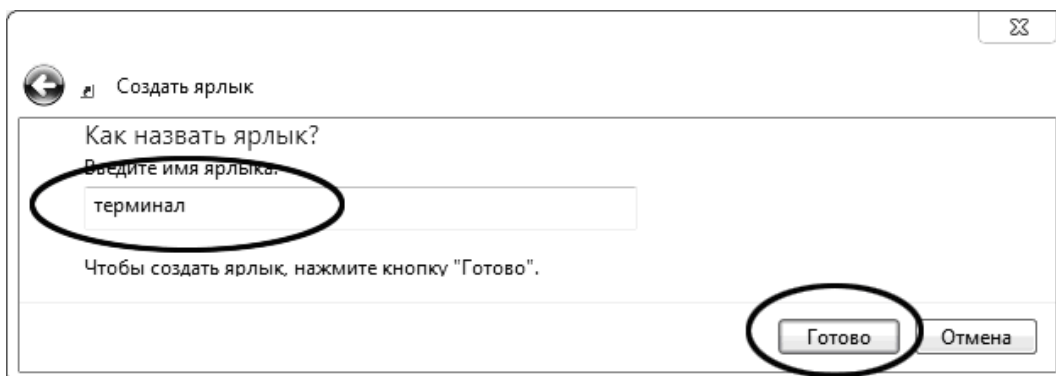 Создать ярлык
Как назвать ярлык?
Введите имя ярлыка:
терминал
Чтобы создать ярлык, нажмите кнопку "Готово".
Готово Отмена